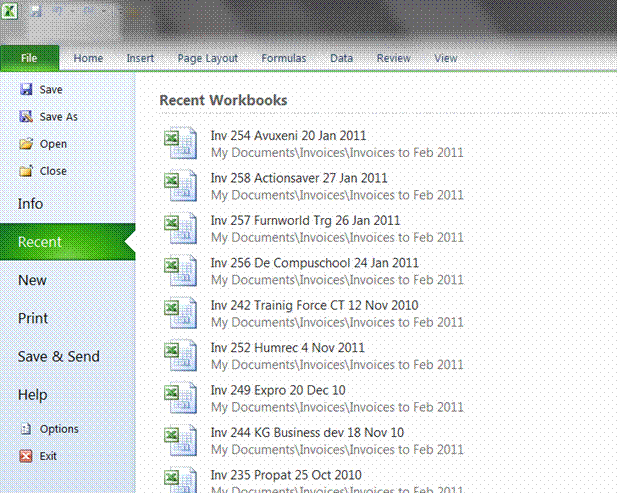 File Home Insert Page Layout Formulas Data Review View
Save
Save As
Open
Close
Info
Recent
New
Print
Save & Send
Help
Options
Exit
Recent Workbooks
Inv 254 Avuxeni 20 Jan 2011
My Documents\Invoices\Invoices to Feb 2011
Inv 258 Actionsaver 27 Jan 2011
My Documents\Invoices\Invoices to Feb 2011
Inv 257 Furnworld Trg 26 Jan 2011
My Documents\Invoices\Invoices to Feb 2011
Inv 256 De Compuschool 24 Jan 2011
My Documents\Invoices\Invoices to Feb 2011
Inv 242 Trainig Force CT 12 Nov 2010
My Documents\Invoices\Invoices to Feb 2011
Inv 252 Humrec 4 Nov 2011
My Documents\Invoices\Invoices to Feb 2011
Inv 249 Expro 20 Dec 10
My Documents\Invoices\Invoices to Feb 2011
Inv 244 KG Business dev 18 Nov 10
My Documents\Invoices\Invoices to Feb 2011
Inv 235 Propat 25 Oct 2010
My Documents\Invoices\Invoices to Feb 2011